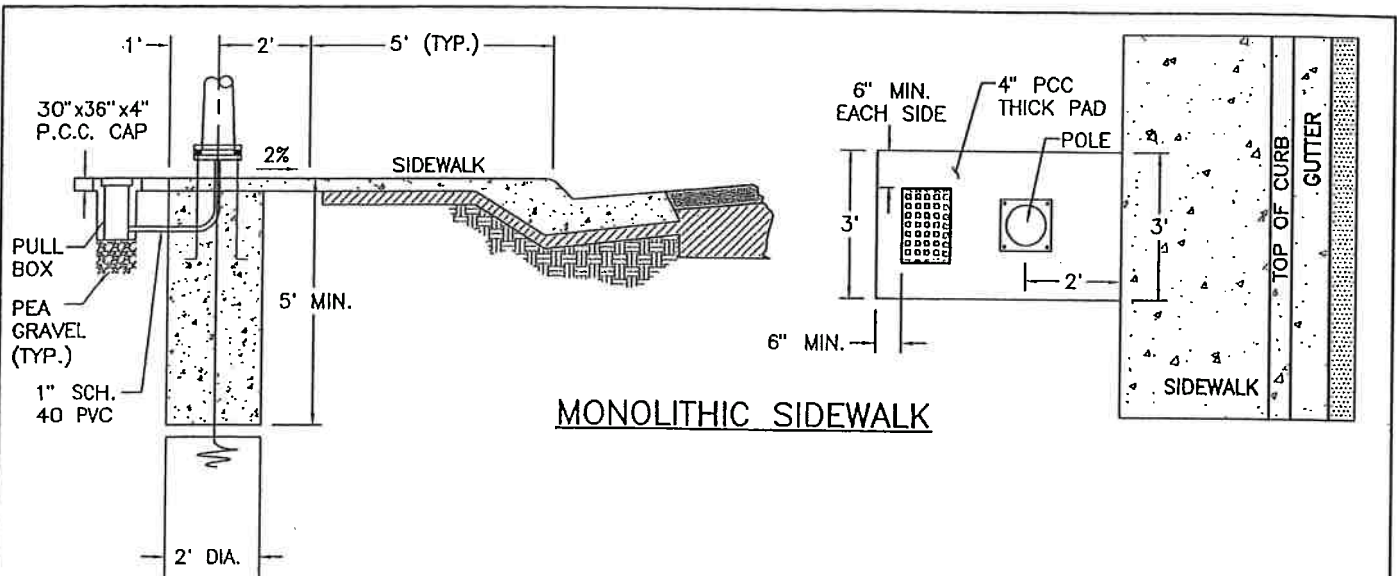 1'
2'
5' (TYP.)
30"x36"x4"
P.C.C. CAP
2%
SIDEWALK
PULL
BOX
PEA
GRAVEL
(TYP.)
1" SCH.
40 PVC
5' MIN.
2' DIA.
MONOLITHIC SIDEWALK
6" MIN.
EACH SIDE
4" PCC
THICK PAD
POLE
3'
3'
2'
6" MIN.
TOP OF CURB
GUTTER
SIDEWALK